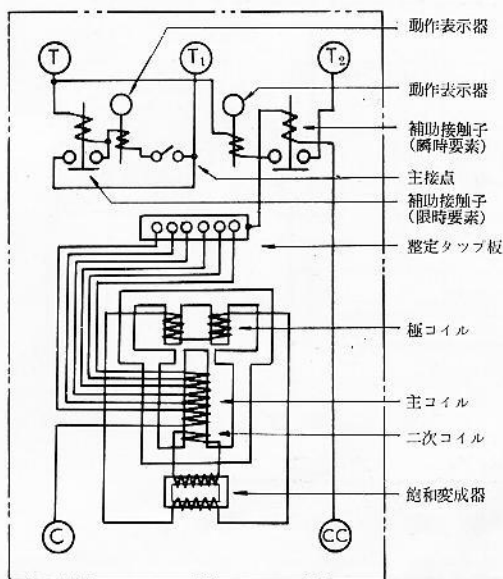 T
T₁
T₂
動作表示器
動作表示器
補助接触子
(瞬時要素)
主接点
補助接触子
(限時要素)
整定タップ板
極コイル
主コイル
二次コイル
飽和変成器
C
CC